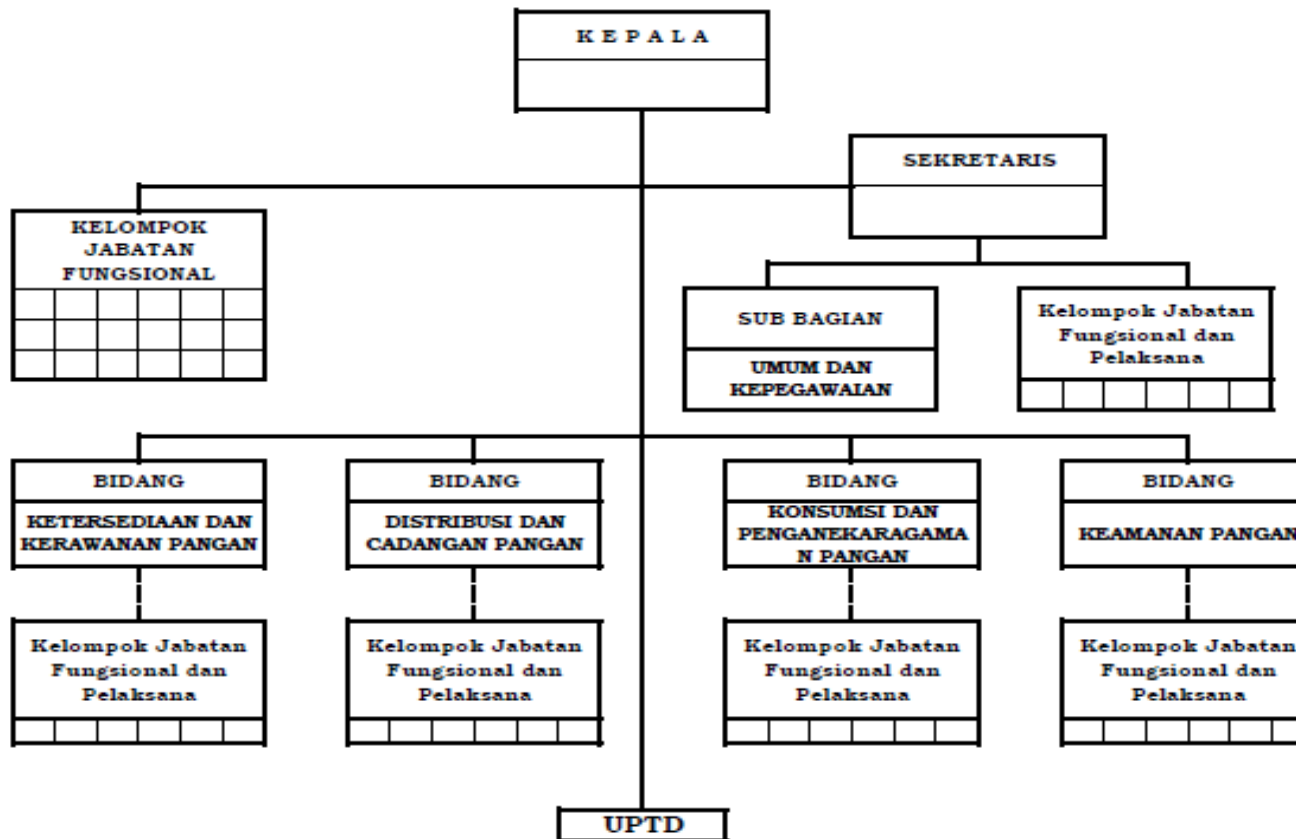 K E P A L A
SEKRETARIS
KELOMPOK
JABATAN
FUNGSIONAL
SUB BAGIAN
UMUM DAN
KEPEGAWAIAN
Kelompok Jabatan
Fungsional dan
Pelaksana
BIDANG
KETERSEDIAAN DAN
KERAWANAN PANGAN
BIDANG
DISTRIBUSI DAN
CADANGAN PANGAN
BIDANG
KONSUMSI DAN
PENGANEKARAGAMA
N PANGAN
BIDANG
KEAMANAN PANGAN
Kelompok Jabatan
Fungsional dan
Pelaksana
Kelompok Jabatan
Fungsional dan
Pelaksana
Kelompok Jabatan
Fungsional dan
Pelaksana
Kelompok Jabatan
Fungsional dan
Pelaksana
UPTD